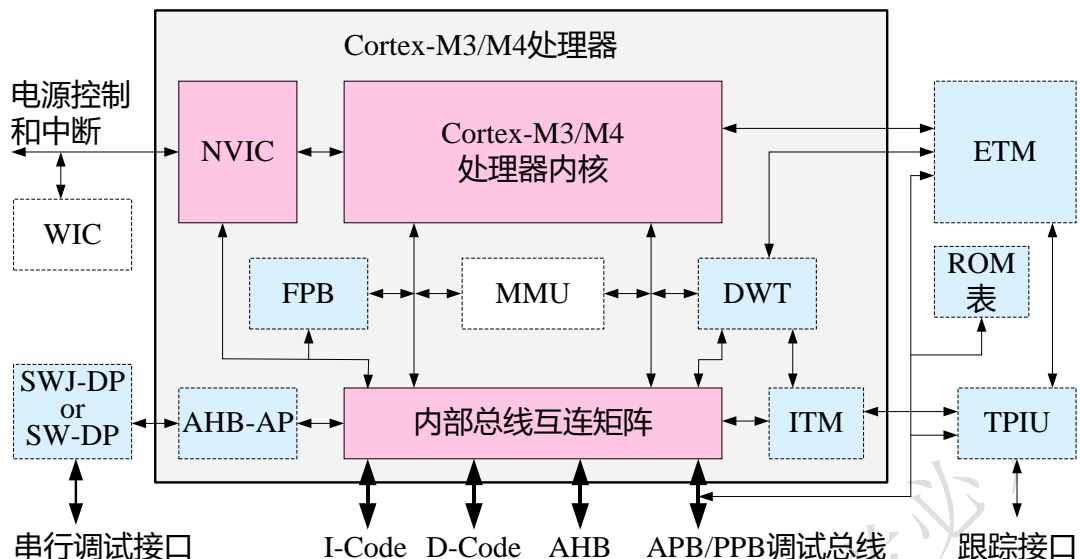 Cortex-M3/M4处理器
电源控制
和中断
NVIC
Cortex-M3/M4
处理器内核
ETM
WIC
FPB
MMU
DWT
ROM
表
SWJ-DP
or
SW-DP
AHB-AP
内部总线互连矩阵
ITM
TPIU
串行调试接口
I-Code
D-Code
AHB
APB/PPB调试总线
跟踪接口
必